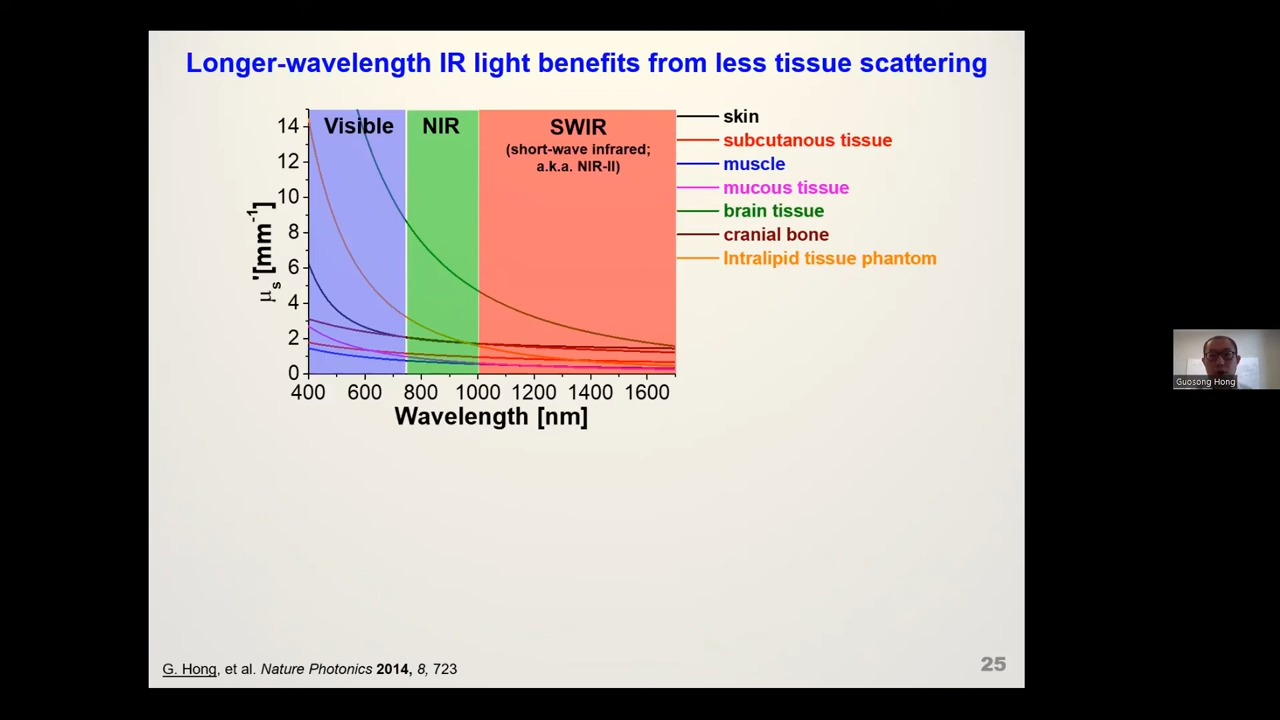 Longer-wavelength IR light benefits from less tissue scattering
14
12
10
8
6
4
2
0
μs'[mm-1]
Visible
NIR
SWIR
(short-wave infrared;
a.k.a. NIR-II)
400 600 800 1000 1200 1400 1600
Wavelength [nm]
skin
subcutanous tissue
muscle
mucous tissue
brain tissue
cranial bone
Intralipid tissue phantom
Guosong Hong
G. Hong, et al. Nature Photonics 2014, 8, 723
25